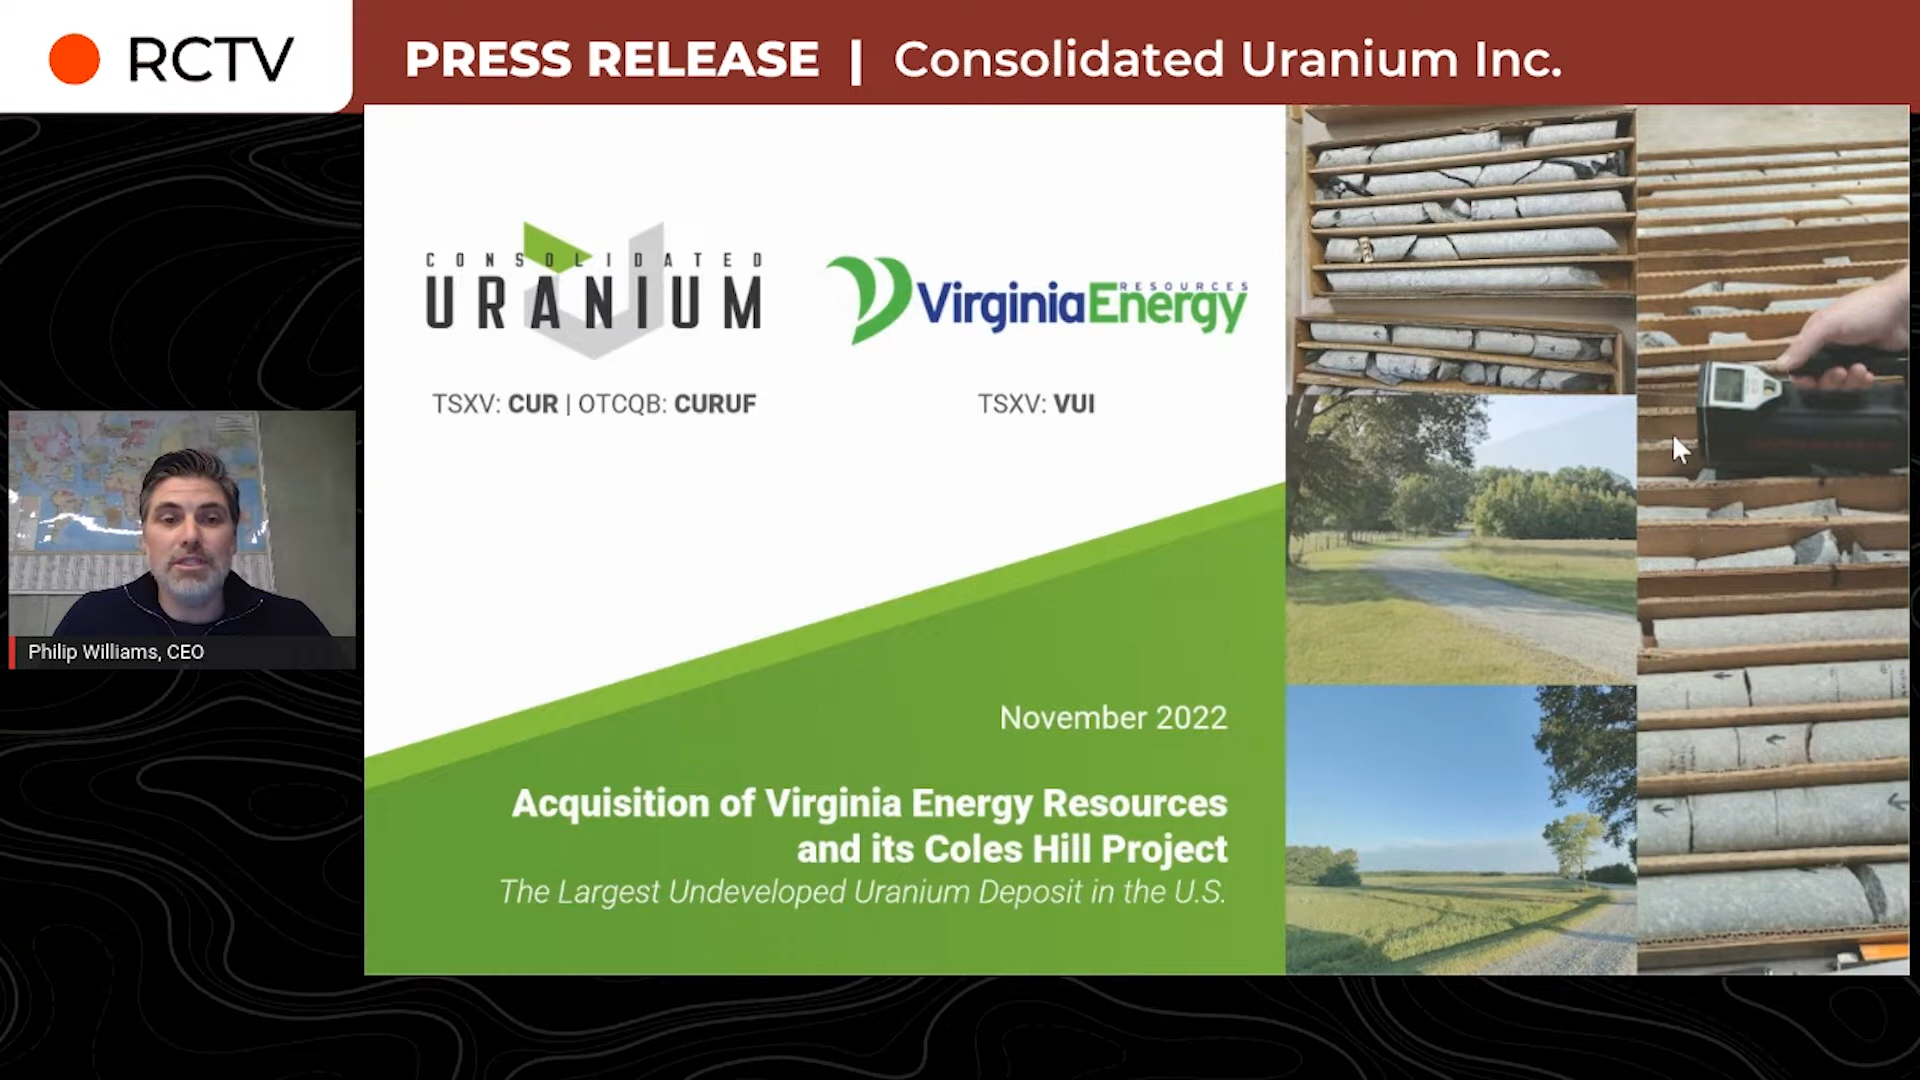 RCTV
PRESS RELEASE | Consolidated Uranium Inc.
CONSOLIDATED
URANIUM
TSXV: CUR | OTCQB: CURUF
RESOURCES
VirginiaEnergy
TSXV: VUI
Philip Williams, CEO
November 2022
Acquisition of Virginia Energy Resources
and its Coles Hill Project
The Largest Undeveloped Uranium Deposit in the U.S.